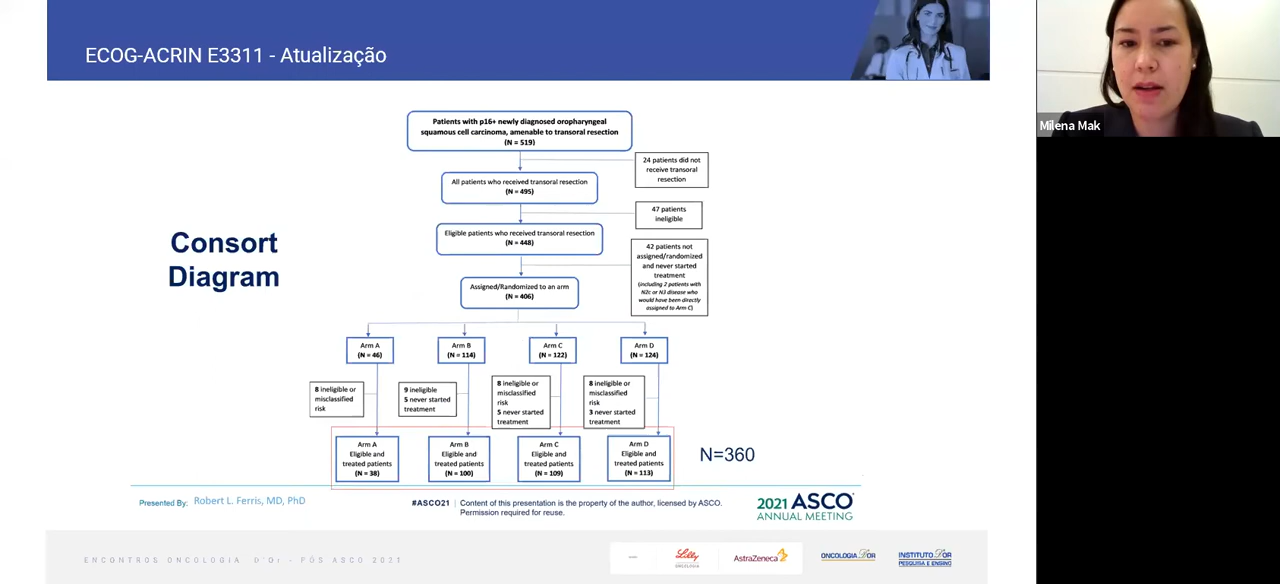 ECOG-ACRIN E3311 - Atualização
Milena Mak
Consort
Diagram
Patients with p16+ newly diagnosed oropharyngeal
squamous cell carcinoma, amenable to transoral resection
(N = 519)
24 patients did not
receive transoral
resection
All patients who received transoral resection
(N = 495)
47 patients
ineligible
Eligible patients who received transoral resection
(N = 448)
42 patients not
assigned/randomized
and never started
treatment
(including 2 patients with
N2c or N3 disease who
would have been directly
assigned to Arm C)
Assigned/Randomized to an arm
(N = 406)
Arm A
(N = 46)
Arm B
(N = 114)
Arm C
(N = 122)
Arm D
(N = 124)
8 ineligible or
misclassified
risk
9 ineligible
5 never started
treatment
8 ineligible or
misclassified
risk
5 never started
treatment
8 ineligible or
misclassified
risk
3 never started
treatment
Arm A
Eligible and
treated patients
(N = 38)
Arm B
Eligible and
treated patients
(N = 100)
Arm C
Eligible and
treated patients
(N = 109)
Arm D
Eligible and
treated patients
(N = 113)
N=360
Presented By: Robert L. Ferris, MD, PhD
#ASCO21 | Content of this presentation is the property of the author, licensed by ASCO.
Permission required for reuse.
2021 ASCO
ANNUAL MEETING
ENCONTROS ONCOLOGIA D'Or - PÓS ASCO 2021
Lilly
ONCOLOGIA
AstraZeneca
ONCOLOGIA D'OR
INSTITUTO D'OR
PESQUISA E ENSINO